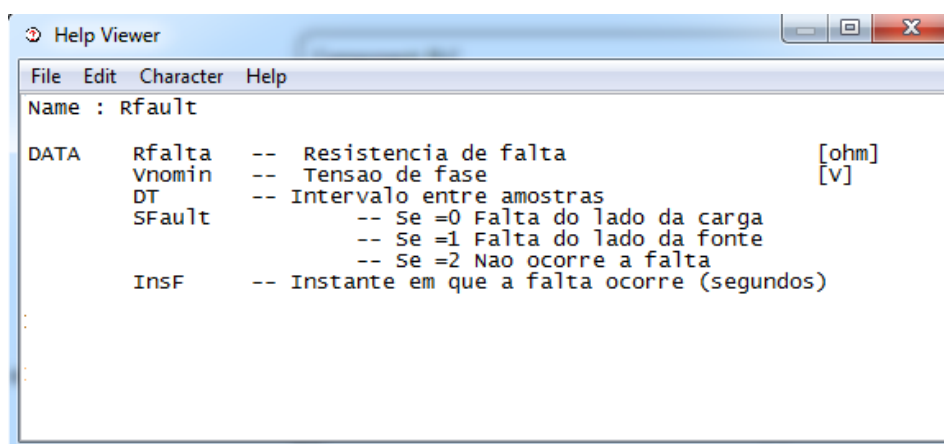 Help Viewer
File Edit Character Help
Name : Rfault
DATA Rfalta -- Resistencia de falta [ohm]
Vnomin -- Tensao de fase [V]
DT -- Intervalo entre amostras
SFault -- Se =0 Falta do lado da carga
-- Se =1 Falta do lado da fonte
-- Se =2 Nao ocorre a falta
InsF -- Instante em que a falta ocorre (segundos)